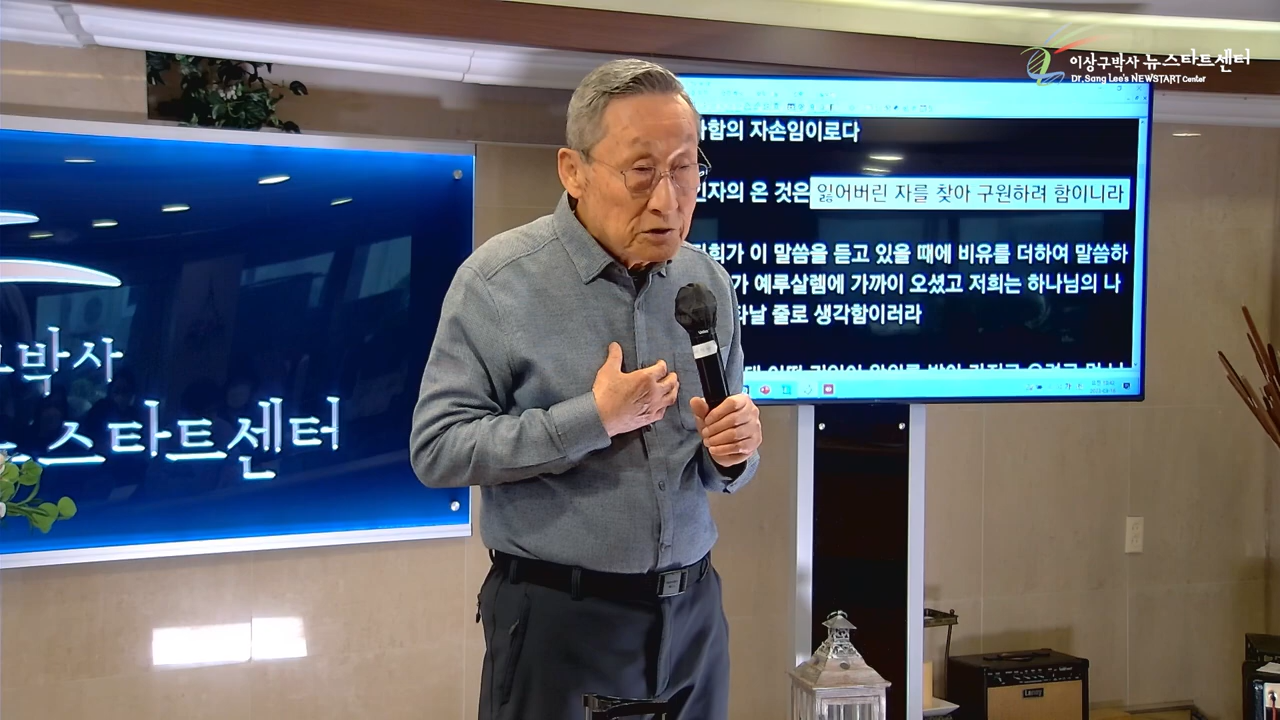 이상구박사 뉴스타트센터
Dr. Sang Lee's NEWSTART Center
함의 자손임이로다
인자의 온 것은 잃어버린 자를 찾아 구원하려 함이니라
희가 이 말씀을 듣고 있을 때에 비유를 더하여 말씀하
가 예루살렘에 가까이 오셨고 저희는 하나님의 나
타날 줄로 생각함이러라
박사
뉴스타트센터
Laney